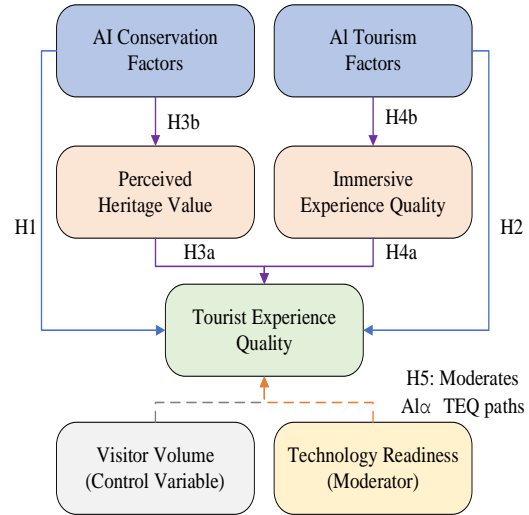 AI Conservation
Factors
Al Tourism
Factors
H3b
H4b
Perceived
Heritage Value
Immersive
Experience Quality
H1
H2
H3a
H4a
Tourist Experience
Quality
H5: Moderates
Alα TEQ paths
Visitor Volume
(Control Variable)
Technology Readiness
(Moderator)